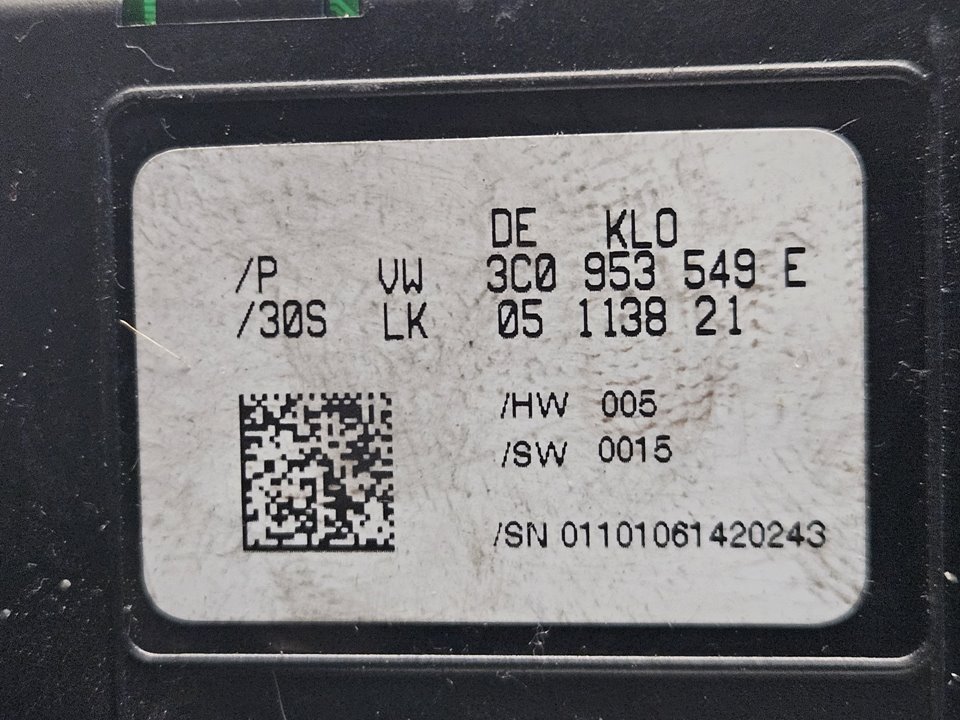 DE KLO
/P VW 3C0 953 549 E
/30S LK 05 1138 21
/HW 005
/SW 0015
/SN 01101061420243